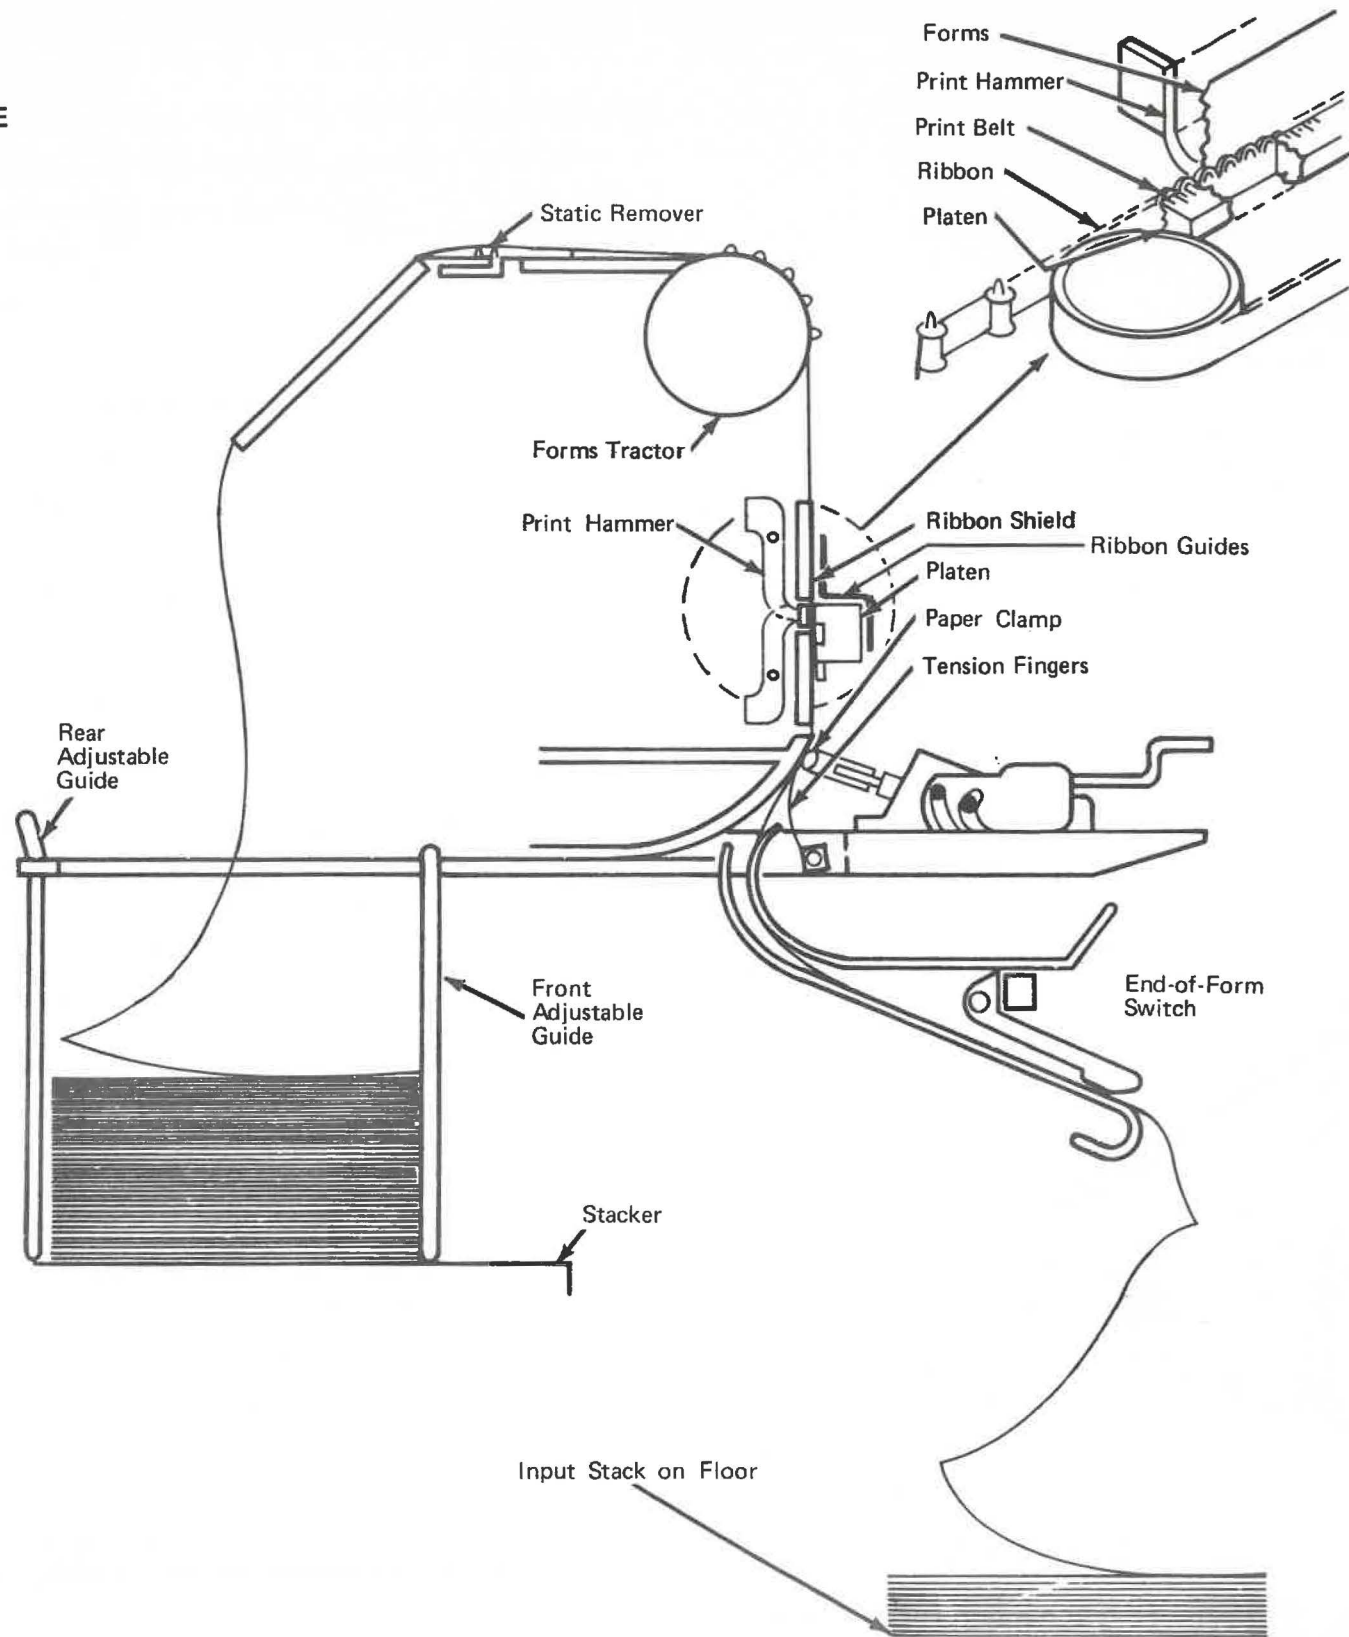 E
Forms
Print Hammer
Print Belt
Ribbon
Platen
Static Remover
Forms Tractor
Print Hammer
Ribbon Shield
Ribbon Guides
Platen
Paper Clamp
Tension Fingers
Rear
Adjustable
Guide
Front
Adjustable
Guide
End-of-Form
Switch
Stacker
Input Stack on Floor